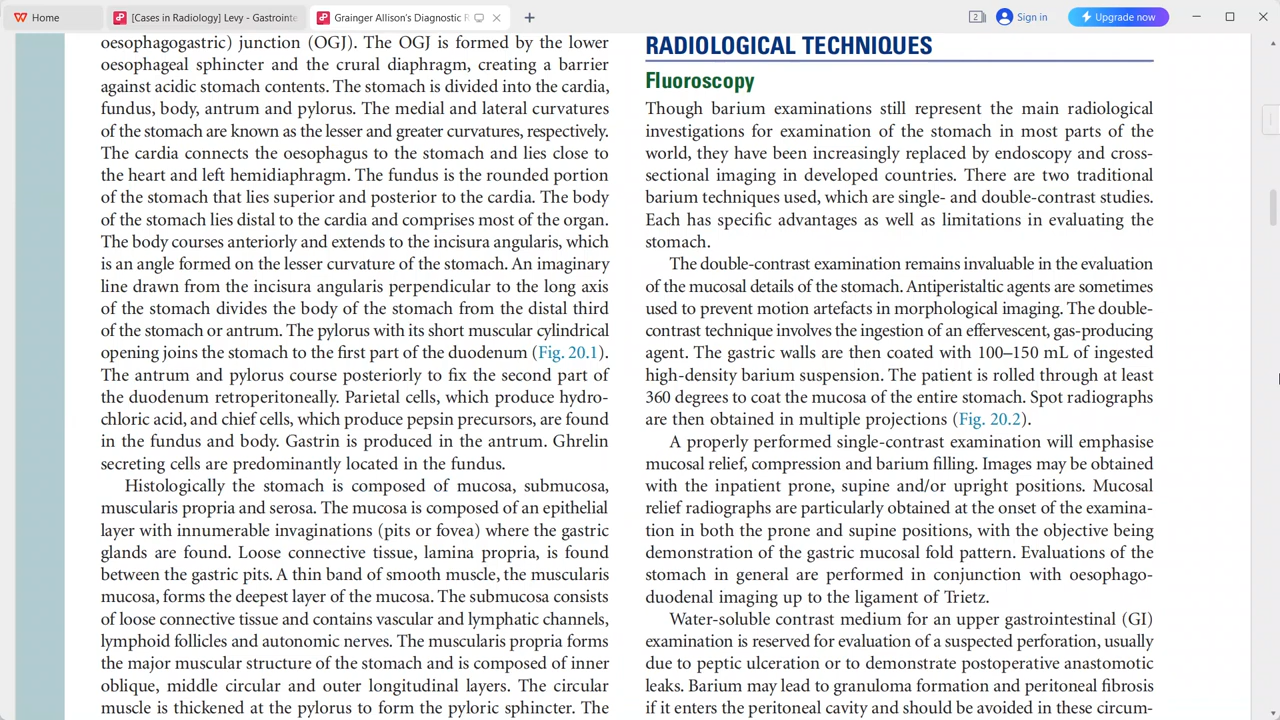 Home
[Cases in Radiology] Levy - Gastrointe
Grainger Allison's Diagnostic R
2
Sign in
Upgrade now
oesophagogastric) junction (OGJ). The OGJ is formed by the lower
oesophageal sphincter and the crural diaphragm, creating a barrier
against acidic stomach contents. The stomach is divided into the cardia,
fundus, body, antrum and pylorus. The medial and lateral curvatures
of the stomach are known as the lesser and greater curvatures, respectively.
The cardia connects the oesophagus to the stomach and lies close to
the heart and left hemidiaphragm. The fundus is the rounded portion
of the stomach that lies superior and posterior to the cardia. The body
of the stomach lies distal to the cardia and comprises most of the organ.
The body courses anteriorly and extends to the incisura angularis, which
is an angle formed on the lesser curvature of the stomach. An imaginary
line drawn from the incisura angularis perpendicular to the long axis
of the stomach divides the body of the stomach from the distal third
of the stomach or antrum. The pylorus with its short muscular cylindrical
opening joins the stomach to the first part of the duodenum (Fig. 20.1).
The antrum and pylorus course posteriorly to fix the second part of
the duodenum retroperitoneally. Parietal cells, which produce hydro-
chloric acid, and chief cells, which produce pepsin precursors, are found
in the fundus and body. Gastrin is produced in the antrum. Ghrelin
secreting cells are predominantly located in the fundus.
Histologically the stomach is composed of mucosa, submucosa,
muscularis propria and serosa. The mucosa is composed of an epithelial
layer with innumerable invaginations (pits or fovea) where the gastric
glands are found. Loose connective tissue, lamina propria, is found
between the gastric pits. A thin band of smooth muscle, the muscularis
mucosa, forms the deepest layer of the mucosa. The submucosa consists
of loose connective tissue and contains vascular and lymphatic channels,
lymphoid follicles and autonomic nerves. The muscularis propria forms
the major muscular structure of the stomach and is composed of inner
oblique, middle circular and outer longitudinal layers. The circular
muscle is thickened at the pylorus to form the pyloric sphincter. The
RADIOLOGICAL TECHNIQUES
Fluoroscopy
Though barium examinations still represent the main radiological
investigations for examination of the stomach in most parts of the
world, they have been increasingly replaced by endoscopy and cross-
sectional imaging in developed countries. There are two traditional
barium techniques used, which are single- and double-contrast studies.
Each has specific advantages as well as limitations in evaluating the
stomach.
The double-contrast examination remains invaluable in the evaluation
of the mucosal details of the stomach. Antiperistaltic agents are sometimes
used to prevent motion artefacts in morphological imaging. The double-
contrast technique involves the ingestion of an effervescent, gas-producing
agent. The gastric walls are then coated with 100–150 mL of ingested
high-density barium suspension. The patient is rolled through at least
360 degrees to coat the mucosa of the entire stomach. Spot radiographs
are then obtained in multiple projections (Fig. 20.2).
A properly performed single-contrast examination will emphasise
mucosal relief, compression and barium filling. Images may be obtained
with the inpatient prone, supine and/or upright positions. Mucosal
relief radiographs are particularly obtained at the onset of the examina-
tion in both the prone and supine positions, with the objective being
demonstration of the gastric mucosal fold pattern. Evaluations of the
stomach in general are performed in conjunction with oesophago-
duodenal imaging up to the ligament of Trietz.
Water-soluble contrast medium for an upper gastrointestinal (GI)
examination is reserved for evaluation of a suspected perforation, usually
due to peptic ulceration or to demonstrate postoperative anastomotic
leaks. Barium may lead to granuloma formation and peritoneal fibrosis
if it enters the peritoneal cavity and should be avoided in these circum-